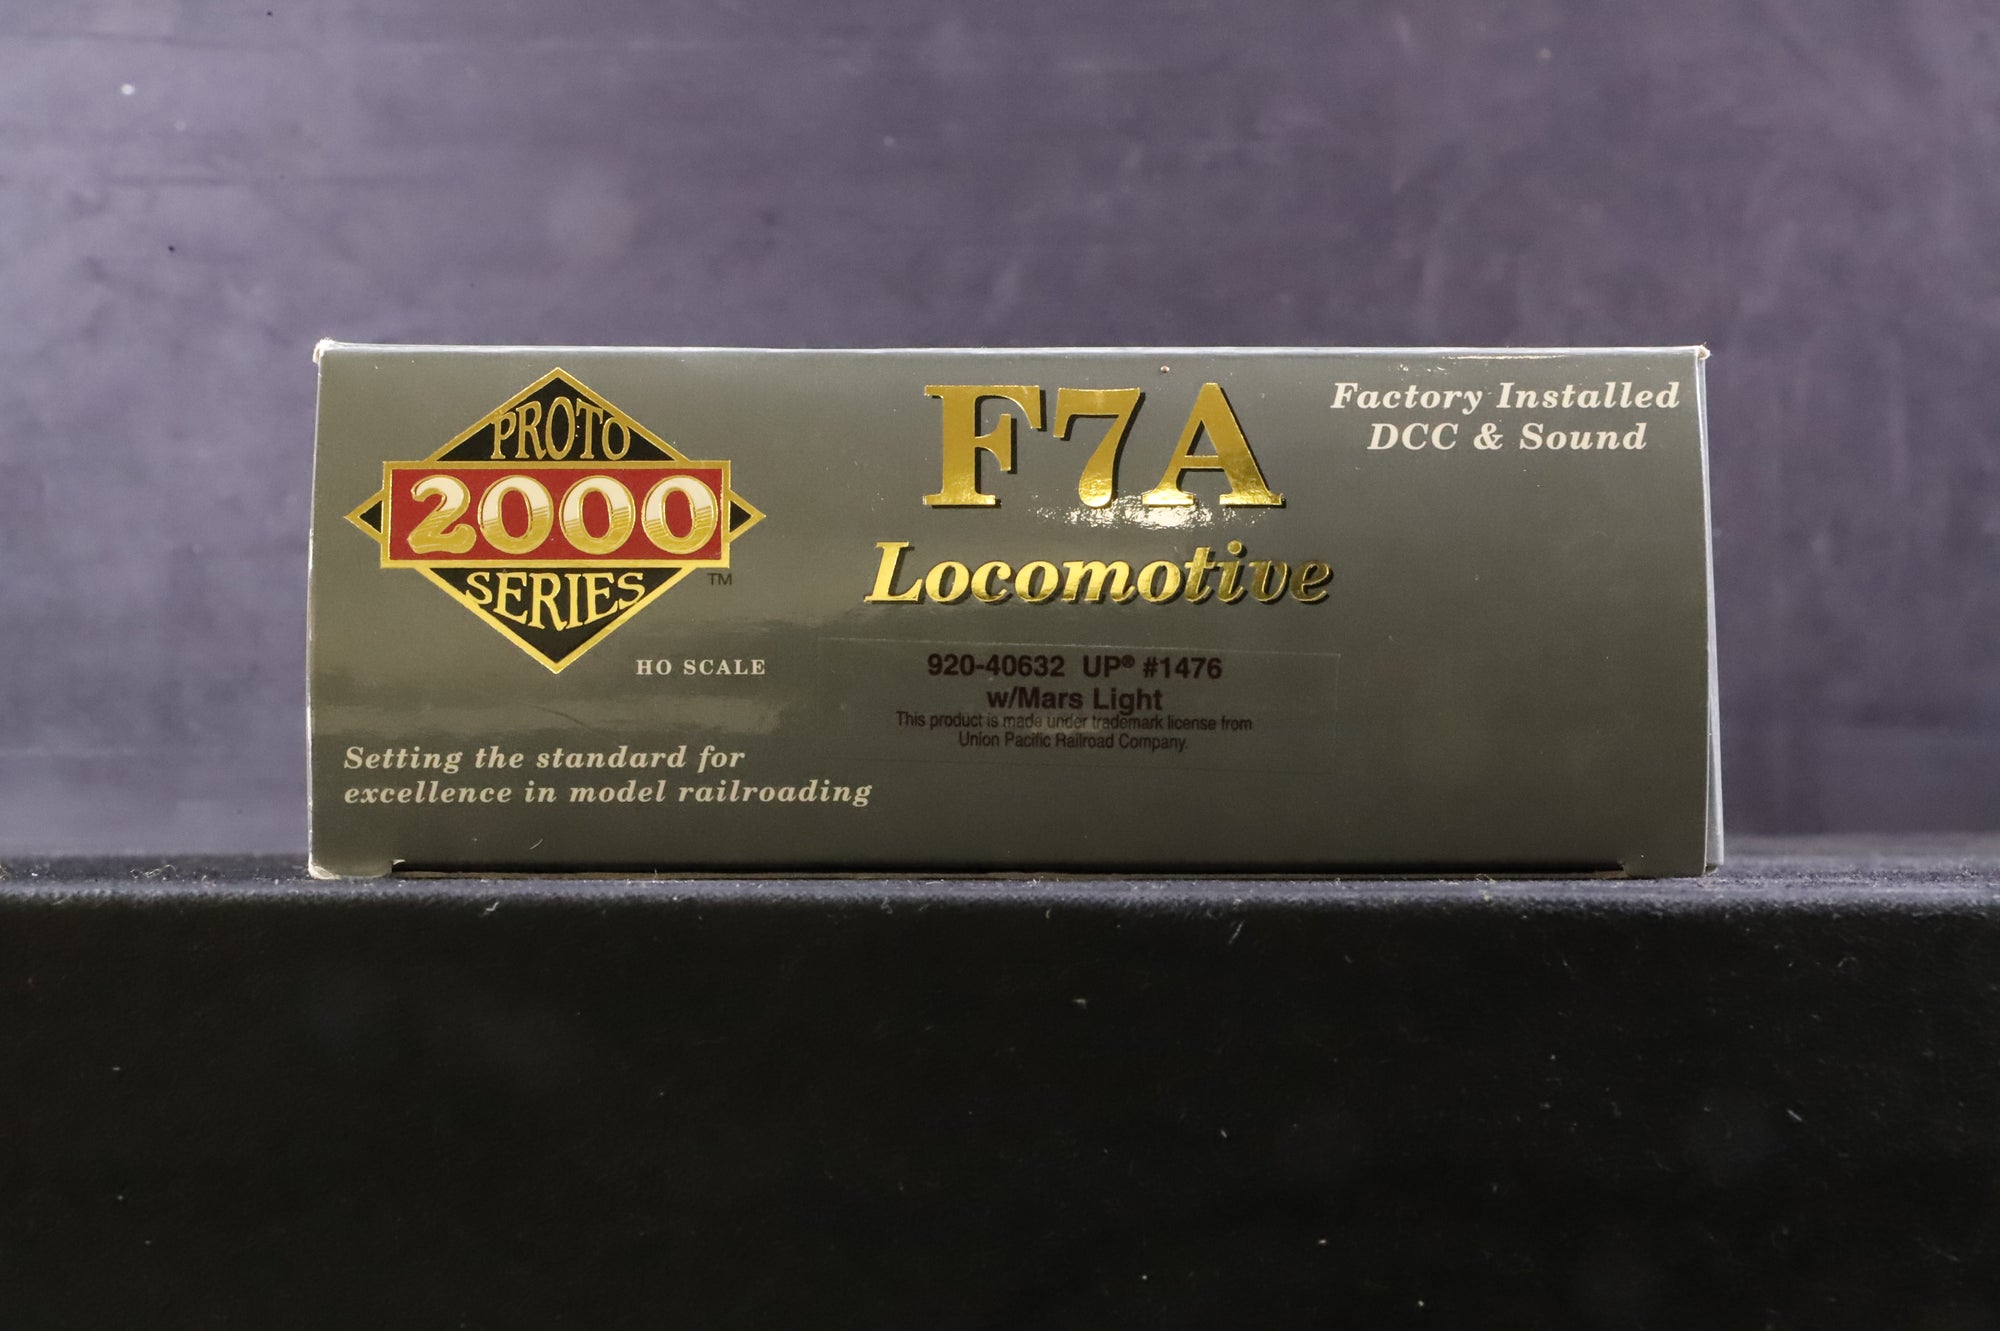 PROTO
2000
SERIES
TM
HO SCALE
Setting the standard for
excellence in model railroading
F7A
Locomotive
920-40632 UP® #1476
w/Mars Light
This product is made under trademark license from
Union Pacific Railroad Company.
Factory Installed
DCC & Sound